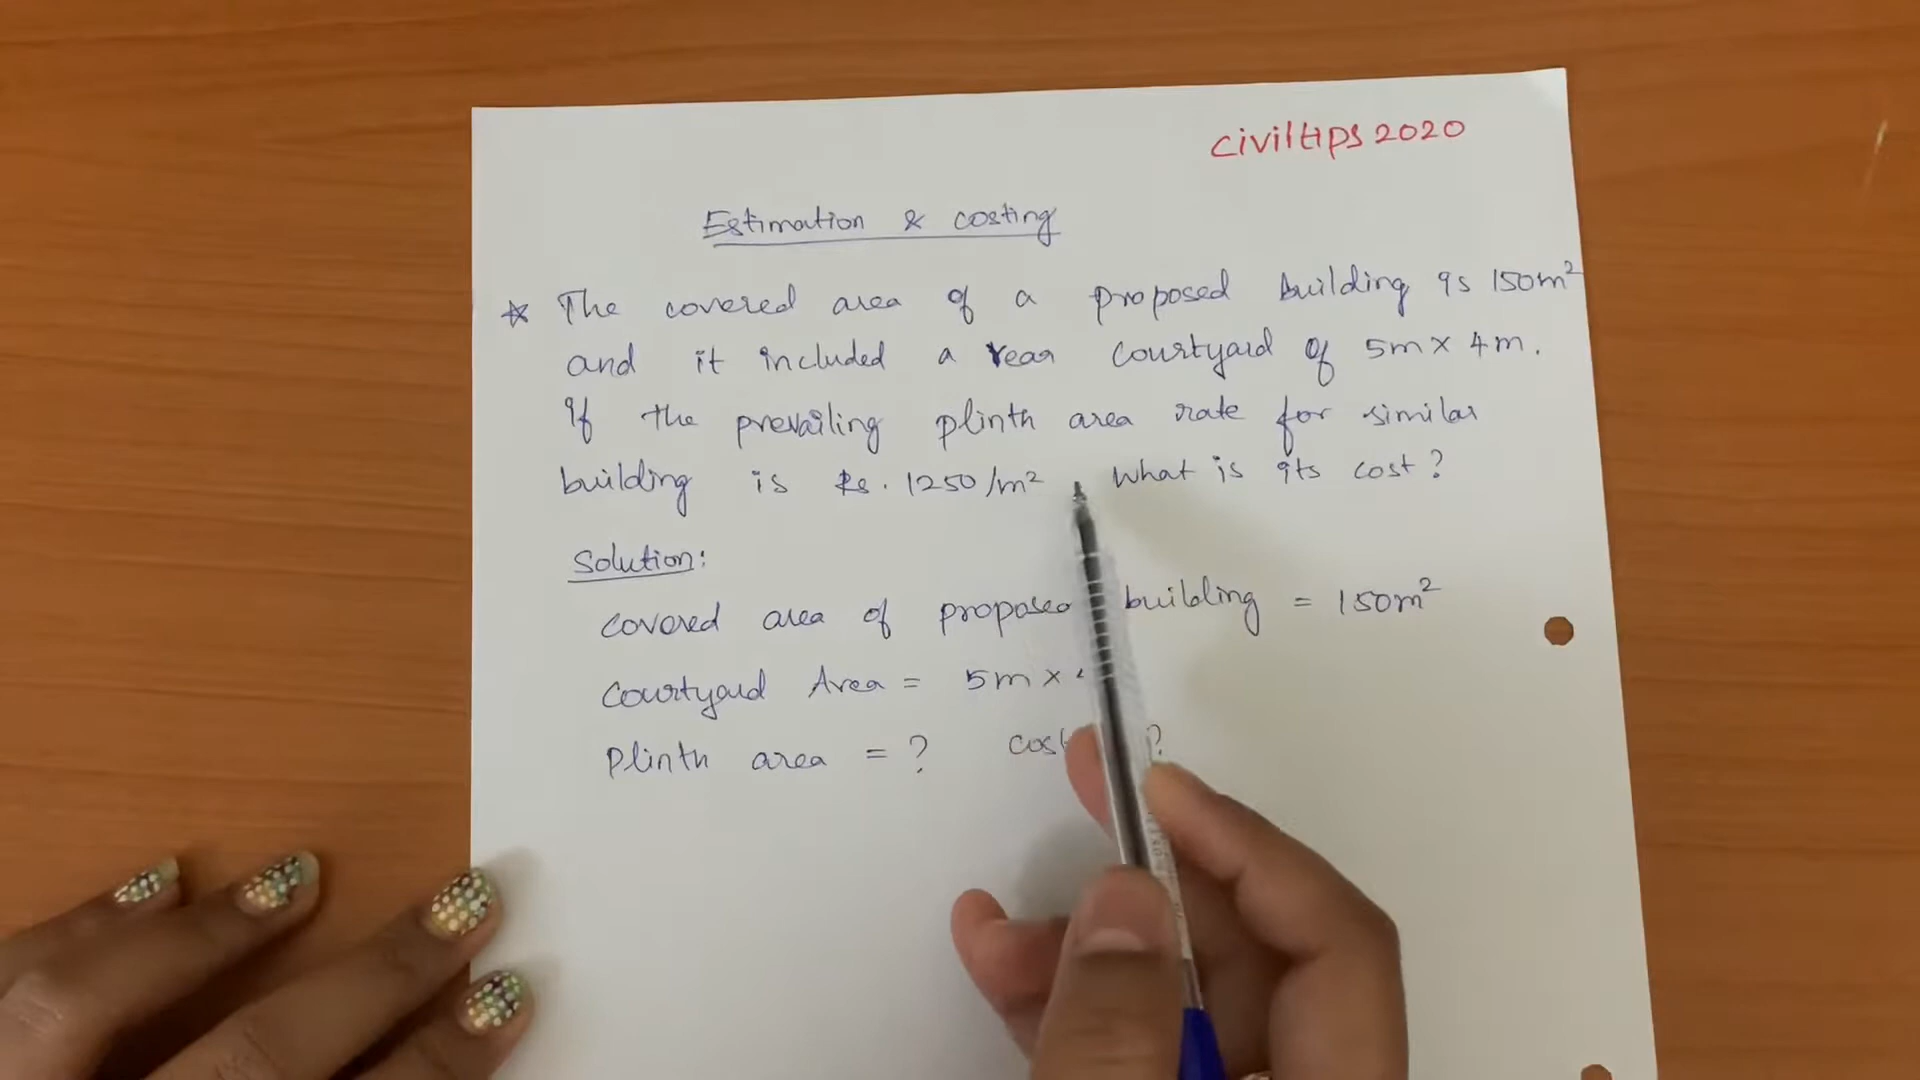 Civiltips 2020
Estimation & costing
☆ The covered area of a proposed building is 150m²
and it included a rear courtyard of 5m x 4m.
If the prevailing plinth area rate for similar
building is Rs. 1250/m² What is its cost?
Solution:
covered area of proposed building = 150m²
Courtyard Area = 5m x
Plinth area = ? cost ?